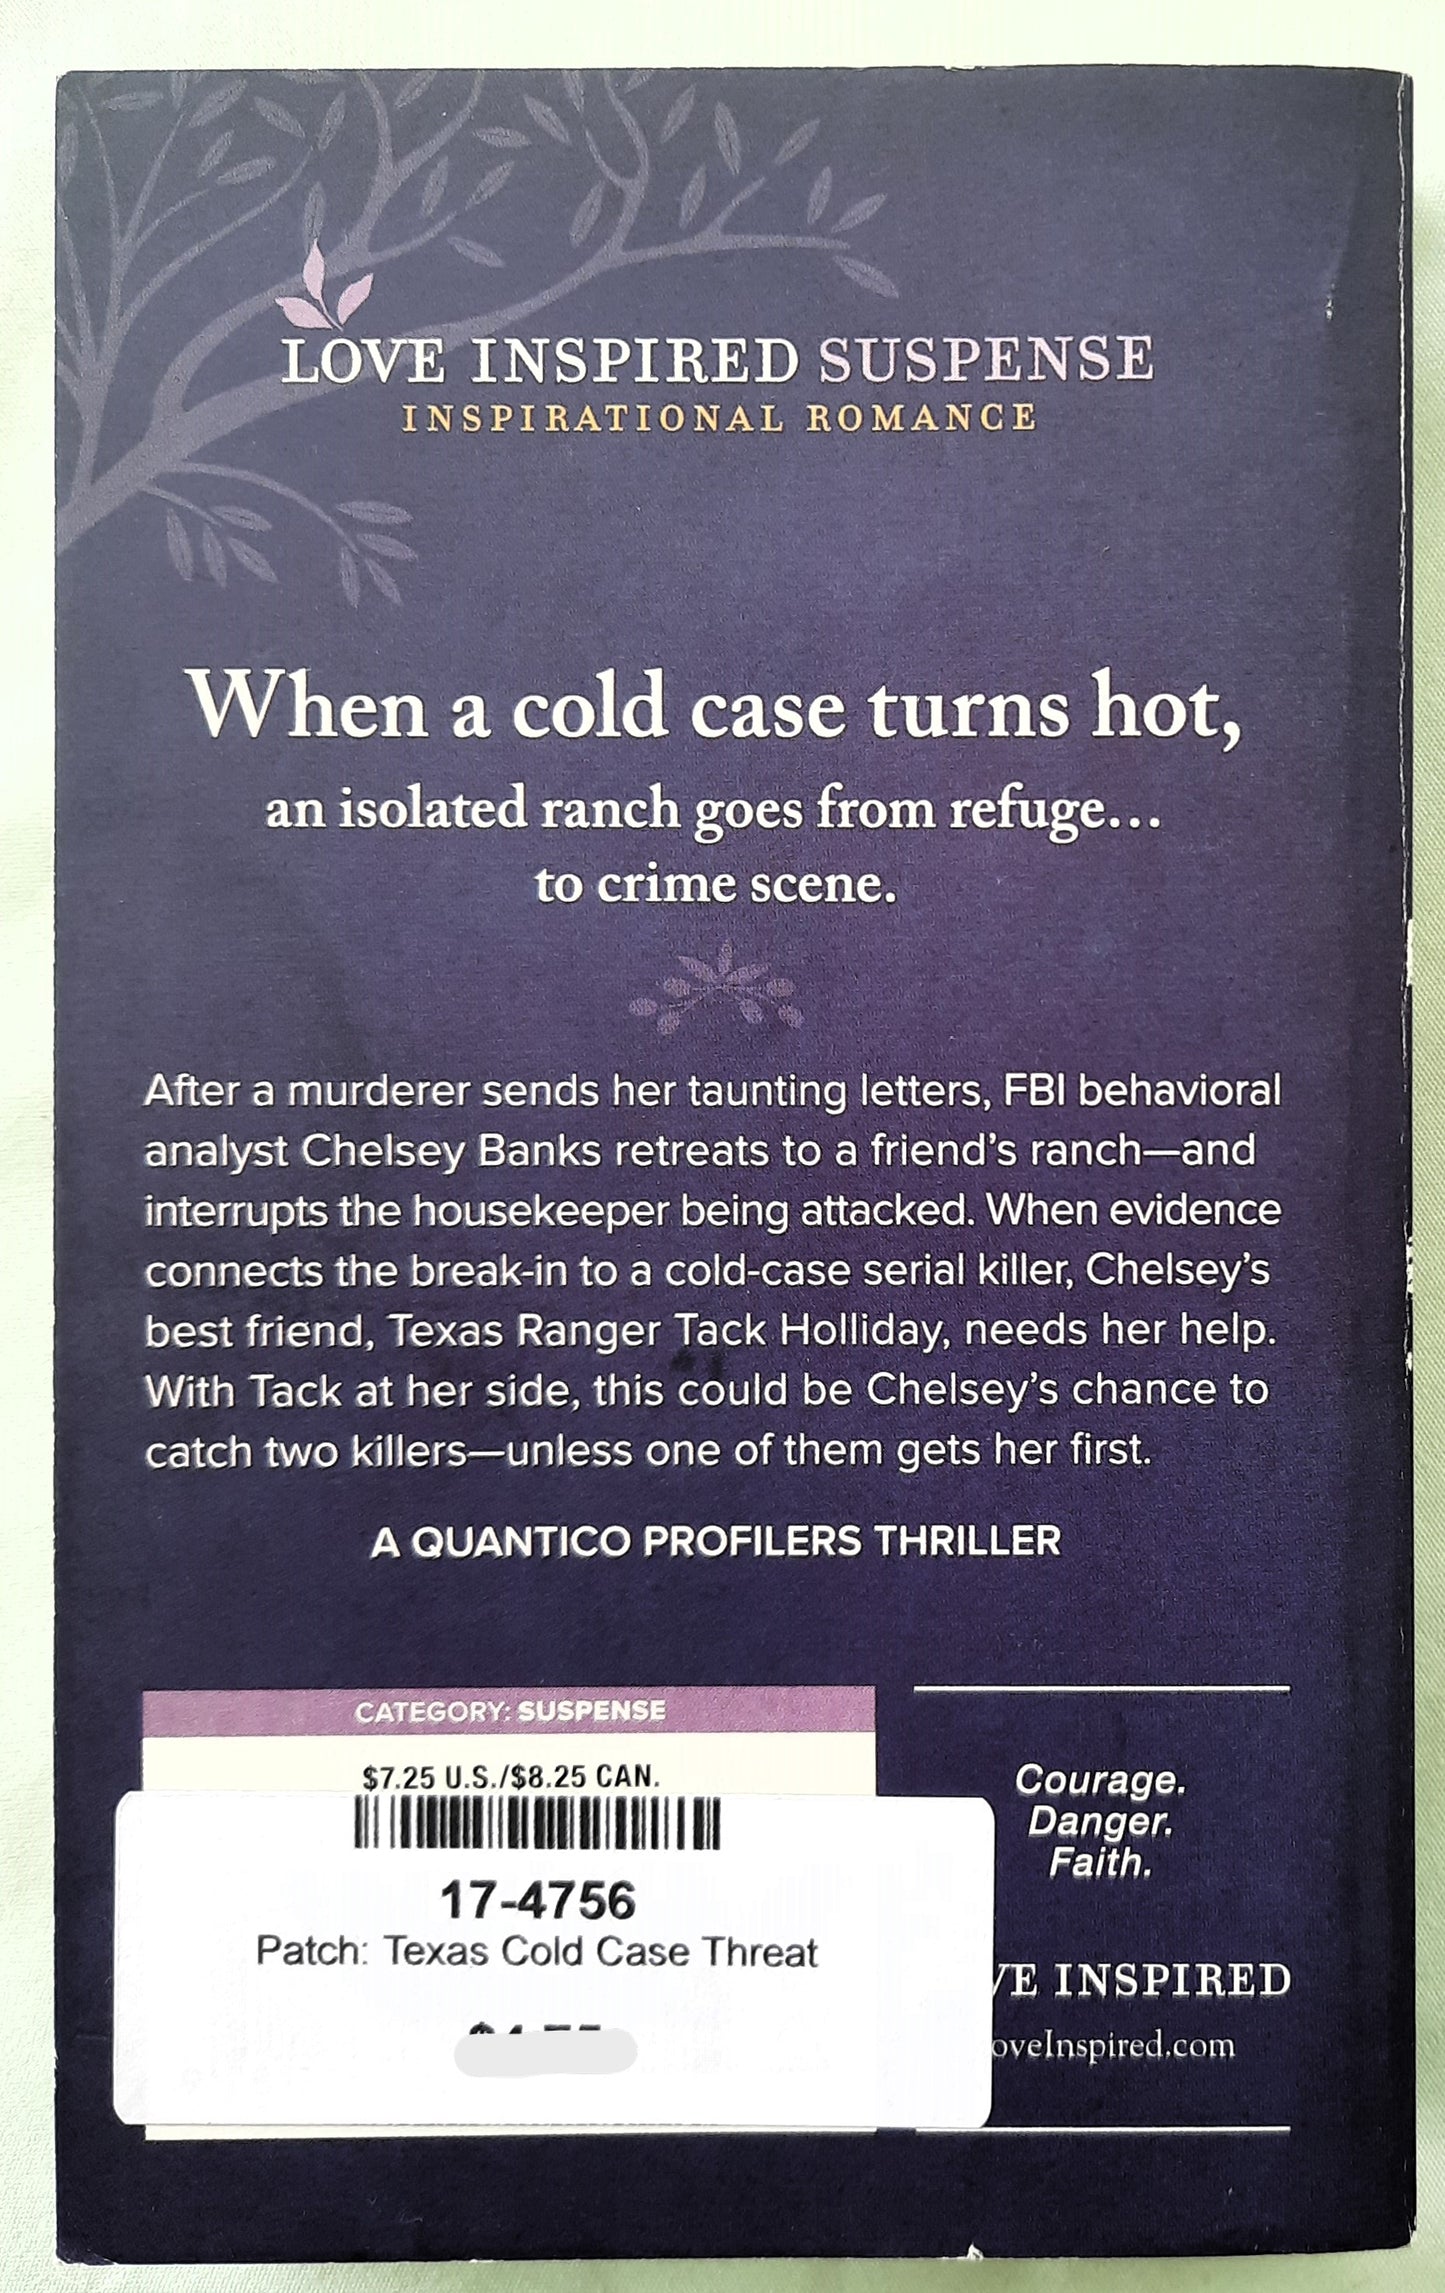 LOVE INSPIRED SUSPENSE
INSPIRATIONAL ROMANCE
When a cold case turns hot,
an isolated ranch goes from refuge...
to crime scene.
After a murderer sends her taunting letters, FBI behavioral
analyst Chelsey Banks retreats to a friend's ranch—and
interrupts the housekeeper being attacked. When evidence
connects the break-in to a cold-case serial killer, Chelsey's
best friend, Texas Ranger Tack Holliday, needs her help.
With Tack at her side, this could be Chelsey's chance to
catch two killers—unless one of them gets her first.
A QUANTICO PROFILERS THRILLER
CATEGORY: SUSPENSE
$7.25 U.S./$8.25 CAN.
17-4756
Patch: Texas Cold Case Threat
Courage.
Danger.
Faith.
VE INSPIRED
oveInspired.com